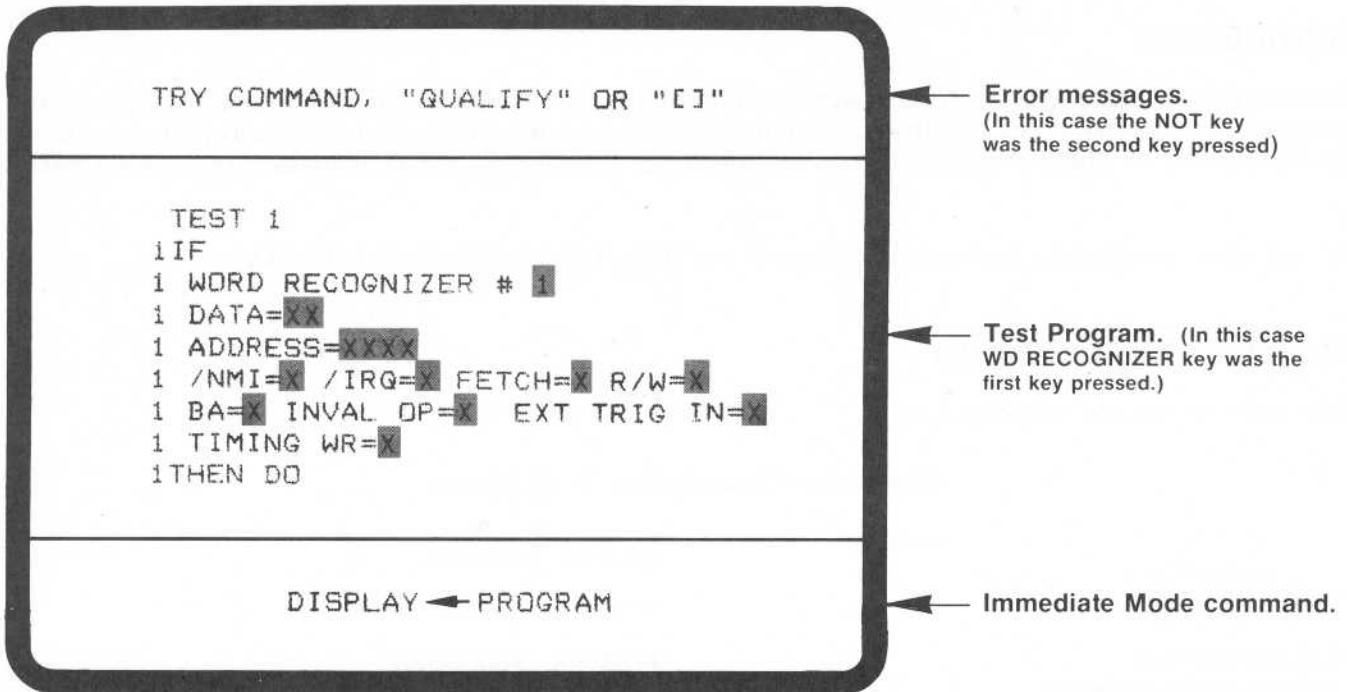 TRY COMMAND, "QUALIFY" OR "[]"
Error messages.
(In this case the NOT key
was the second key pressed)
TEST 1
1IF
1 WORD RECOGNIZER # 1
1 DATA=XX
1 ADDRESS=XXXX
1 /NMI=X /IRQ=X FETCH=X R/W=X
1 BA=X INVAL OP=X EXT TRIG IN=X
1 TIMING WR=X
1THEN DO
Test Program. (In this case
WD RECOGNIZER key was the
first key pressed.)
DISPLAY ← PROGRAM
Immediate Mode command.